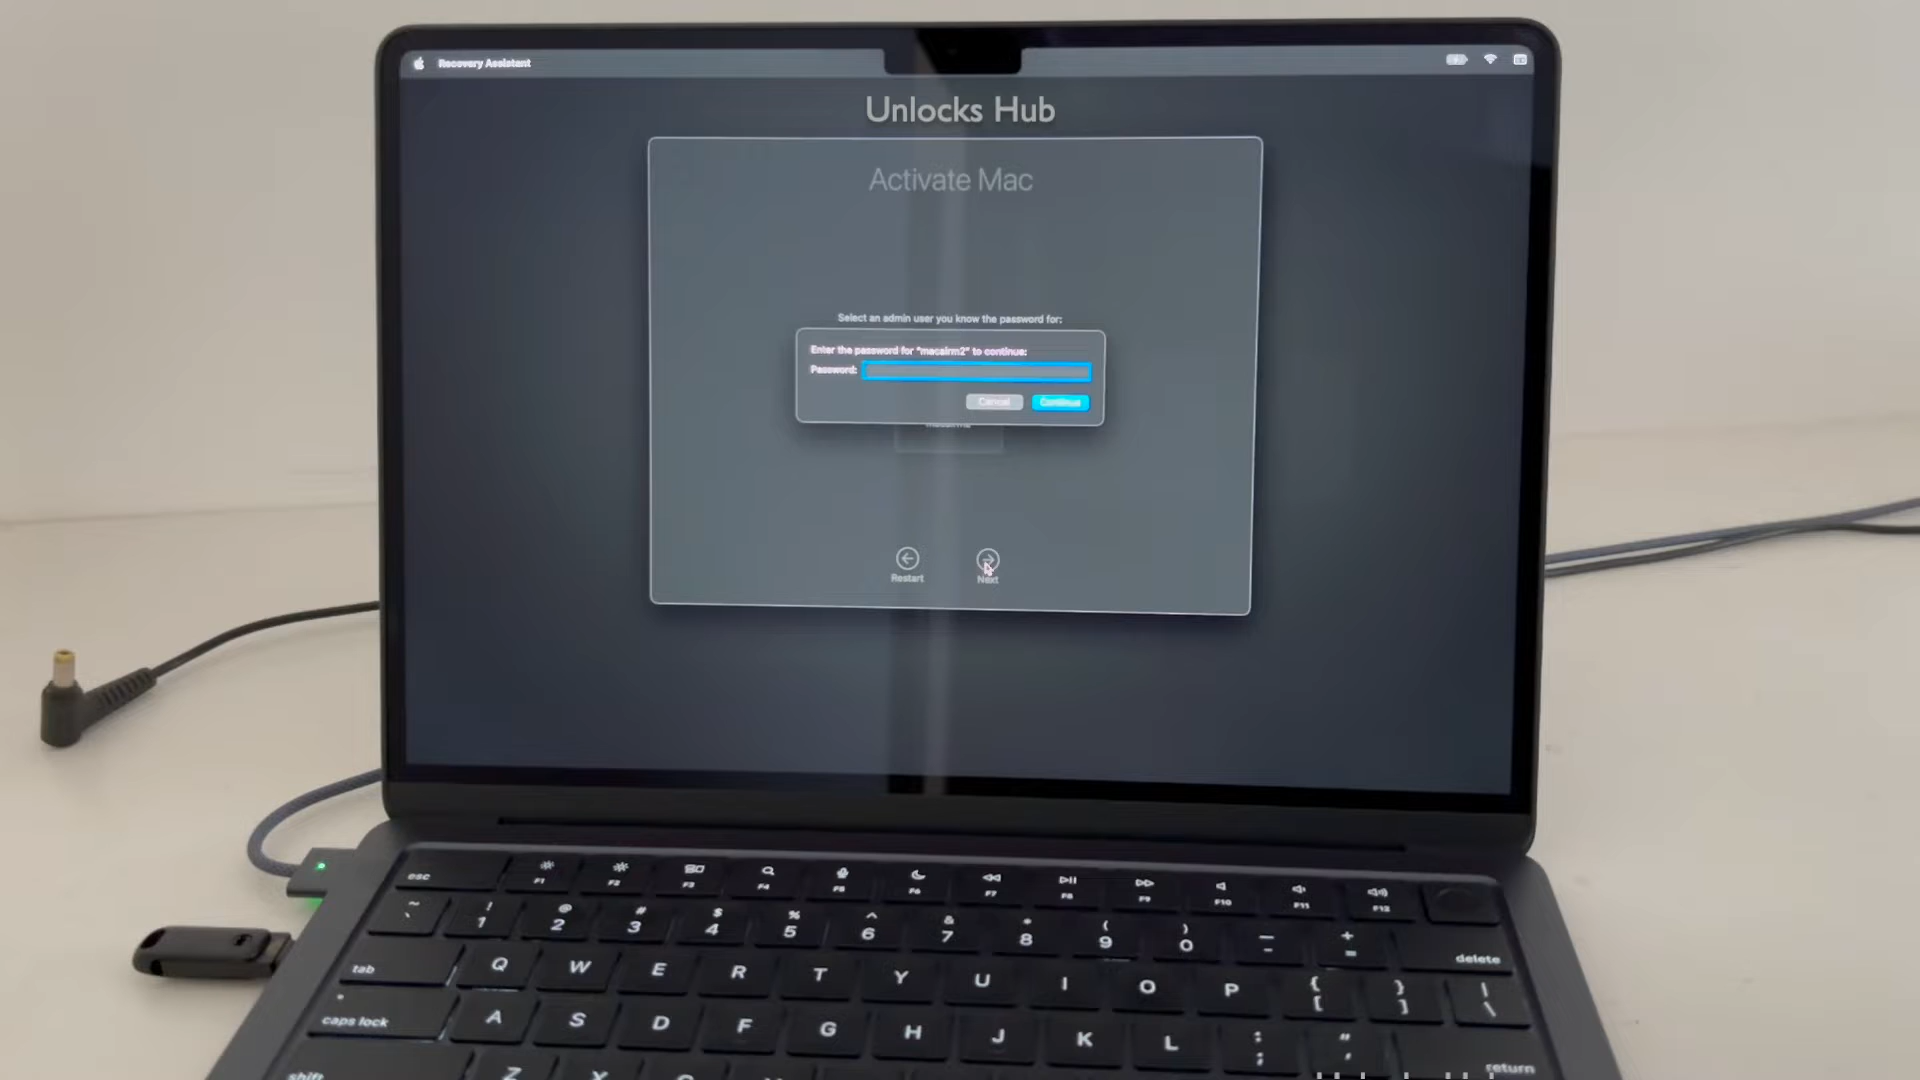 Recovery Assistant
Unlocks Hub
Activate Mac
Select an admin user you know the password for:
Enter the password for "macairm2" to continue:
Password:
Cancel Continue
Restart Next
esc F1 F2 F3 F4 F5 F6 F7 F8 F9 F10 F11 F12
~ ` ! 1 @ 2 # 3 $ 4 % 5 ^ 6 & 7 * 8 ( 9 ) 0 _ - + = delete
tab Q W E R T Y U I O P { [ } ] | \
caps lock A S D F G H J K L : ; " ' return
shift Z X